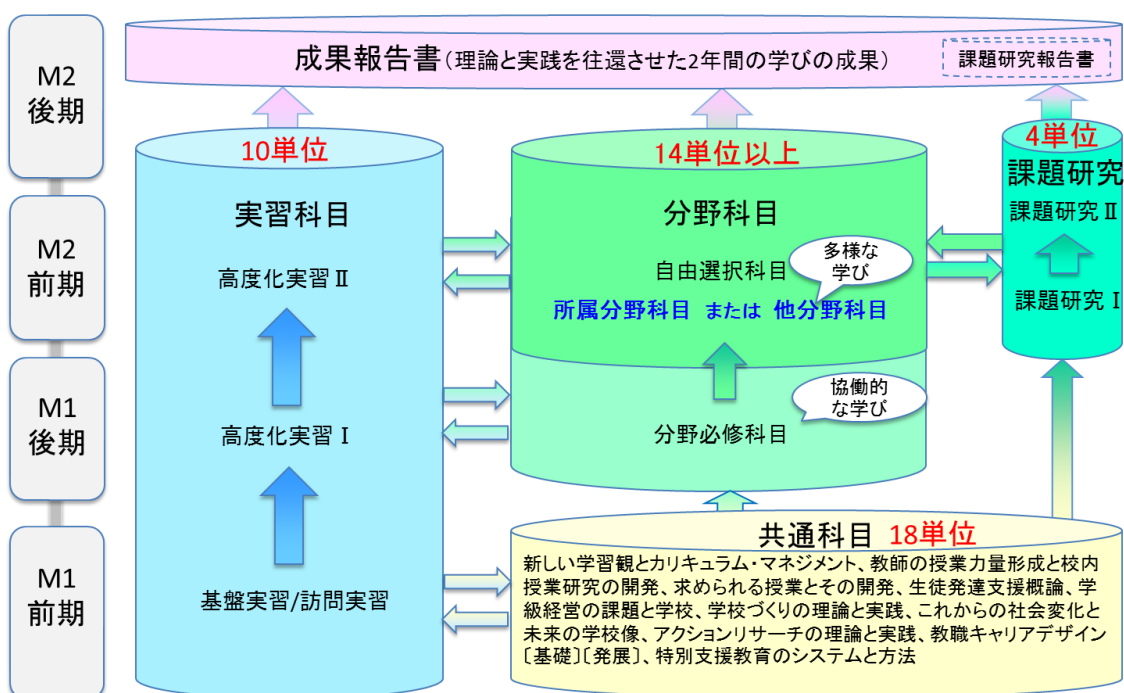 成果報告書(理論と実践を往還させた2年間の学びの成果)
課題研究報告書
M2
後期
M2
前期
M1
後期
M1
前期
10単位
実習科目
高度化実習Ⅱ
高度化実習Ⅰ
基盤実習/訪問実習
14単位以上
分野科目
多様な
学び
自由選択科目
所属分野科目 または 他分野科目
協働的
な学び
分野必修科目
4単位
課題研究
課題研究Ⅱ
課題研究Ⅰ
共通科目 18単位
新しい学習観とカリキュラム・マネジメント、教師の授業力量形成と校内
授業研究の開発、求められる授業とその開発、生徒発達支援概論、学
級経営の課題と学校、学校づくりの理論と実践、これからの社会変化と
未来の学校像、アクションリサーチの理論と実践、教職キャリアデザイン
〔基礎〕〔発展〕、特別支援教育のシステムと方法